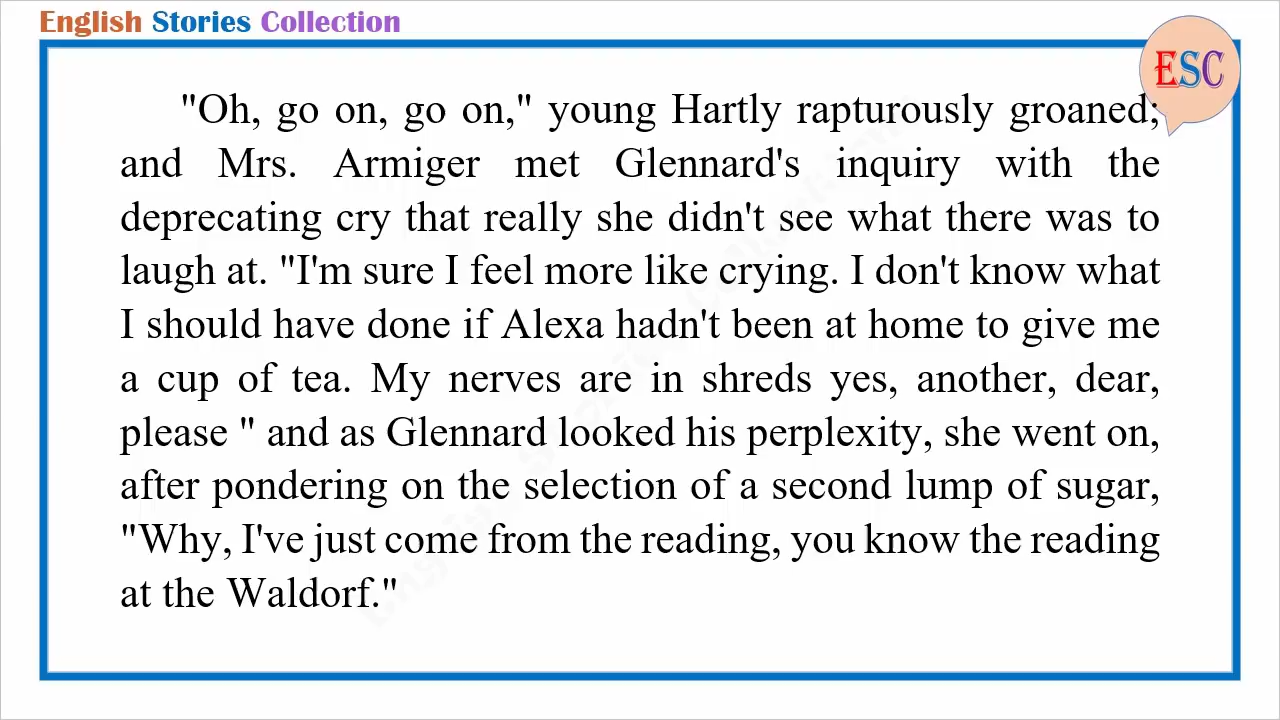 English Stories Collection
ESC
"Oh, go on, go on," young Hartly rapturously groaned;
and Mrs. Armiger met Glennard's inquiry with the
deprecating cry that really she didn't see what there was to
laugh at. "I'm sure I feel more like crying. I don't know what
I should have done if Alexa hadn't been at home to give me
a cup of tea. My nerves are in shreds yes, another, dear,
please " and as Glennard looked his perplexity, she went on,
after pondering on the selection of a second lump of sugar,
"Why, I've just come from the reading, you know the reading
at the Waldorf."